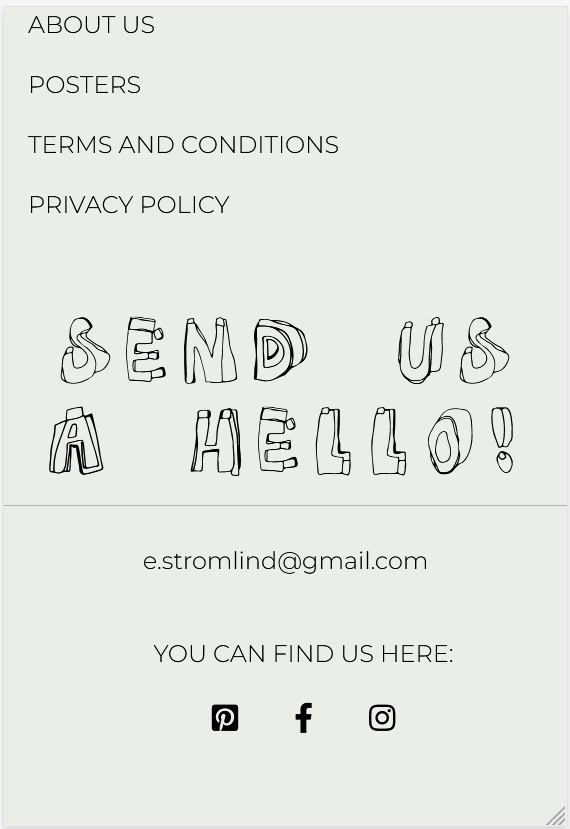 ABOUT US
POSTERS
TERMS AND CONDITIONS
PRIVACY POLICY
SEND US
A HELLO!
e.stromlind@gmail.com
YOU CAN FIND US HERE: